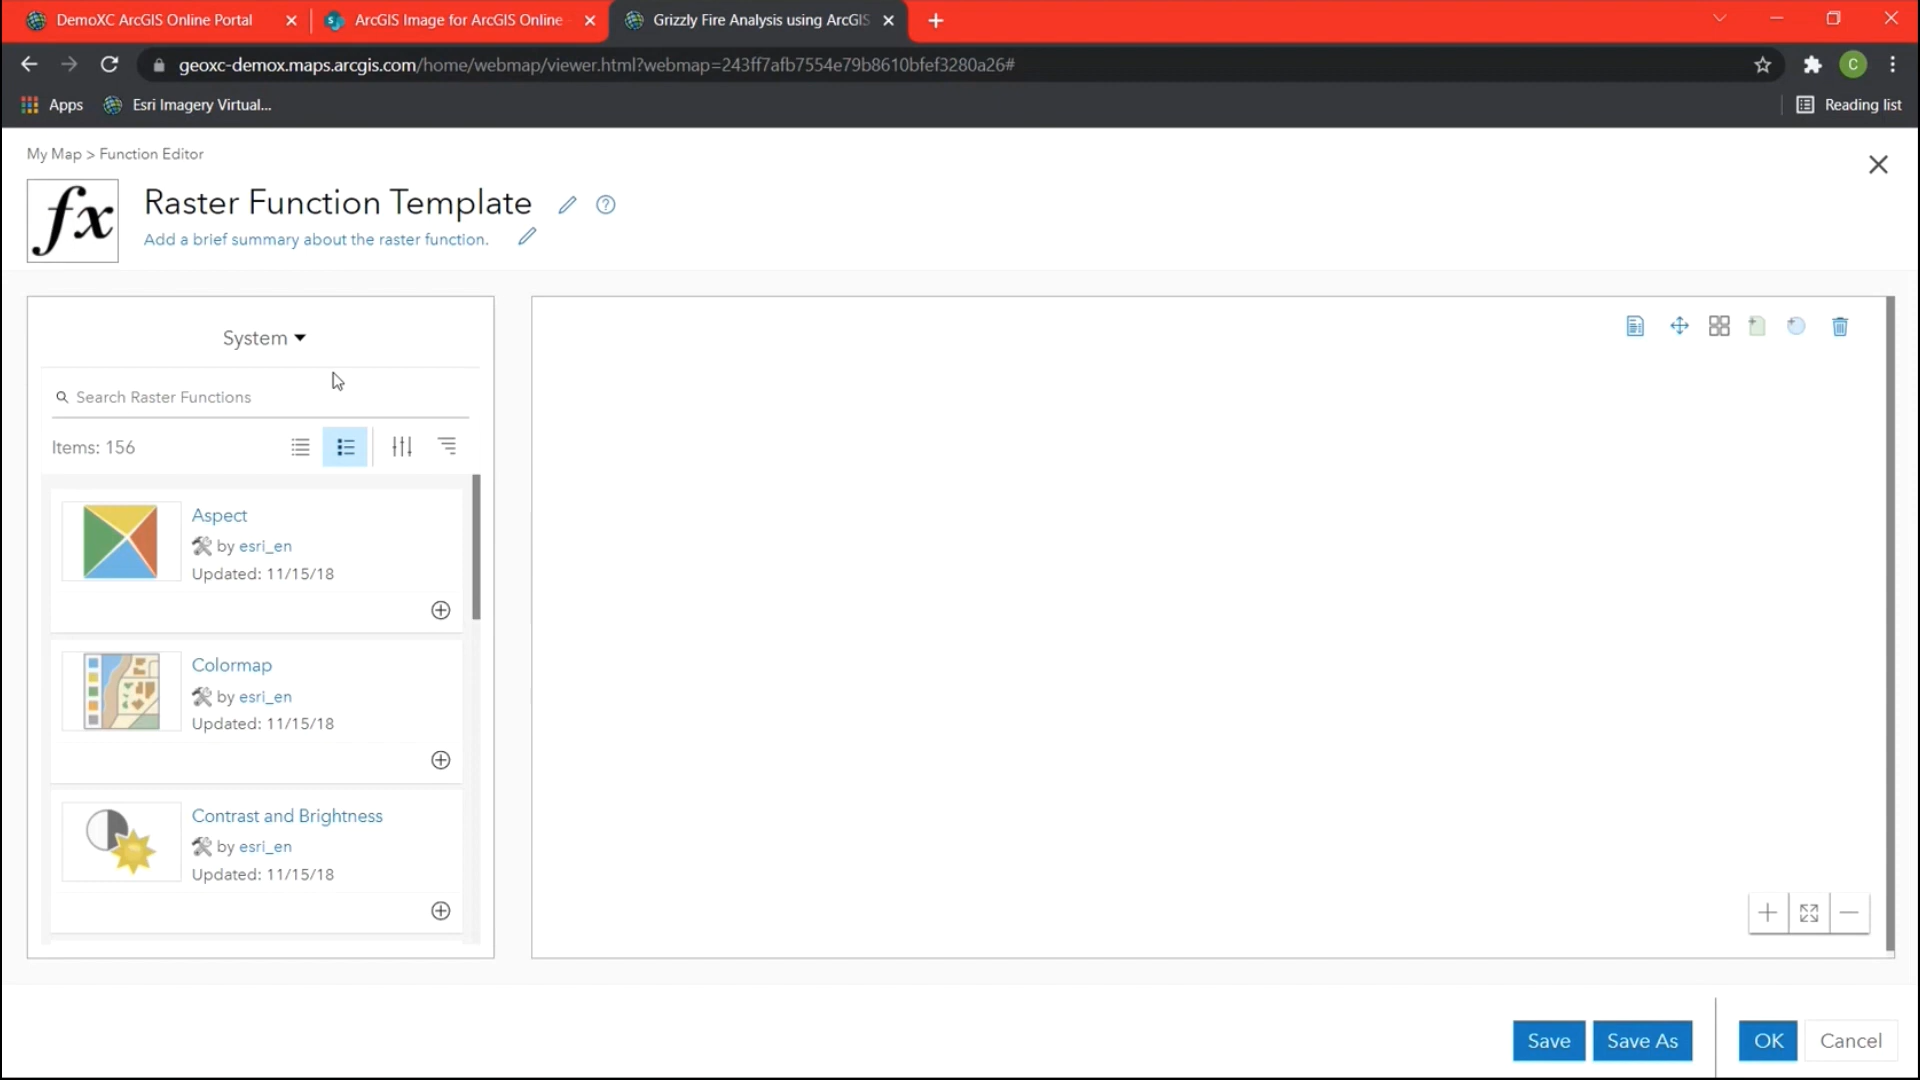 DemoXC ArcGIS Online Portal
ArcGIS Image for ArcGIS Online
Grizzly Fire Analysis using ArcGIS
geoxc-demox.maps.arcgis.com/home/webmap/viewer.html?webmap=243ff7afb7554e79b8610bfef3280a26#
C
Apps
Esri Imagery Virtual...
Reading list
My Map > Function Editor
fx
Raster Function Template
Add a brief summary about the raster function.
System
Search Raster Functions
Items: 156
Aspect
by esri_en
Updated: 11/15/18
Colormap
by esri_en
Updated: 11/15/18
Contrast and Brightness
by esri_en
Updated: 11/15/18
Save
Save As
OK
Cancel